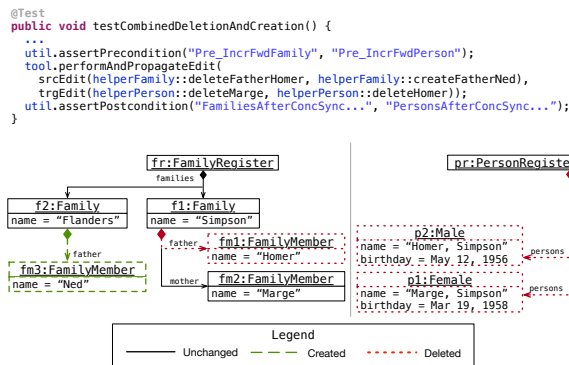 @Test
public void testCombinedDeletionAndCreation() {
...
util.assertPrecondition("Pre_IncrFwdFamily", "Pre_IncrFwdPerson");
tool.performAndPropagateEdit(
srcEdit(helperFamily::deleteFatherHomer, helperFamily::createFatherNed),
trgEdit(helperPerson::deleteMarge, helperPerson::deleteHomer));
util.assertPostcondition("FamiliesAfterConcSync...", "PersonsAfterConcSync...”);
}
fr:FamilyRegister
pr:PersonRegiste
families
f2:Family
name = “Flanders”
f1:Family
name = “Simpson”
father
fm3:FamilyMember
name = “Ned”
father
fm1:FamilyMember
name = “Homer”
mother
fm2:FamilyMember
name = “Marge”
p2:Male
name = “Homer, Simpson”
birthday = May 12, 1956
persons
p1:Female
name = “Marge, Simpson”
birthday = Mar 19, 1958
persons
Legend
Unchanged
Created
Deleted